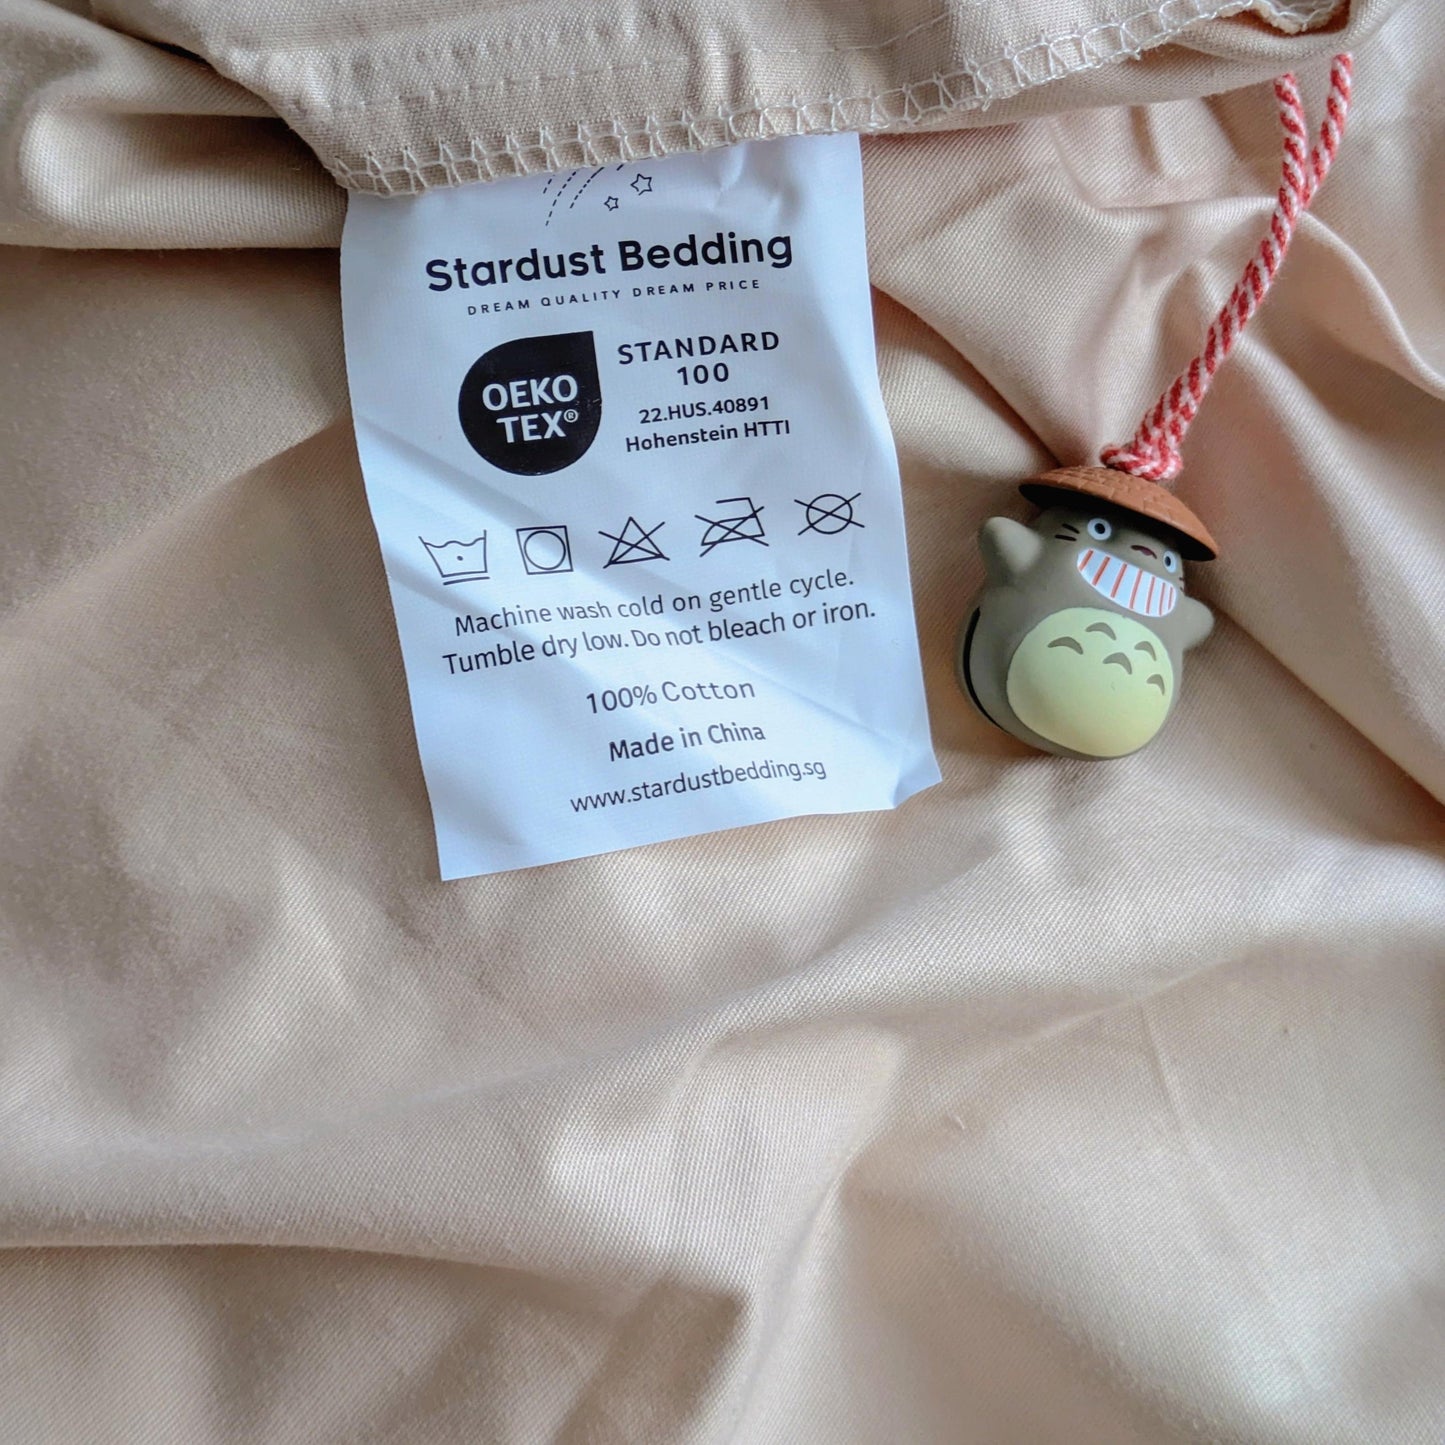 Stardust Bedding
DREAM QUALITY DREAM PRICE
OEKO
TEX®
STANDARD
100
22.HUS.40891
Hohenstein HTTI
Machine wash cold on gentle cycle.
Tumble dry low. Do not bleach or iron.
100% Cotton
Made in China
www.stardustbedding.sg